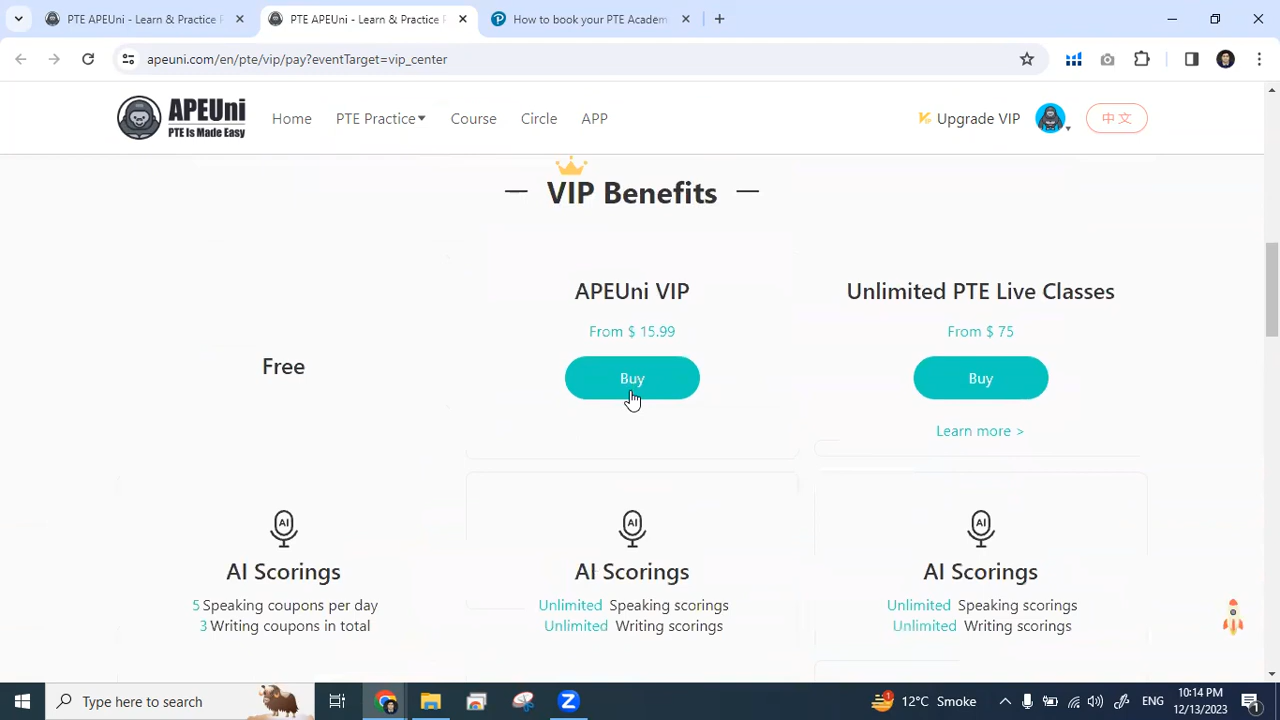 PTE APEUni - Learn & Practice F
PTE APEUni - Learn & Practice F
How to book your PTE Academ
apeuni.com/en/pte/vip/pay?eventTarget=vip_center
APEUni
PTE Is Made Easy
Home
PTE Practice
Course
Circle
APP
Upgrade VIP
中文
VIP Benefits
Free
APEUni VIP
From $ 15.99
Buy
Unlimited PTE Live Classes
From $ 75
Buy
Learn more >
AI
AI Scorings
5 Speaking coupons per day
3 Writing coupons in total
AI
AI Scorings
Unlimited Speaking scorings
Unlimited Writing scorings
AI
AI Scorings
Unlimited Speaking scorings
Unlimited Writing scorings
Type here to search
1
12°C Smoke
ENG
10:14 PM
12/13/2023
1